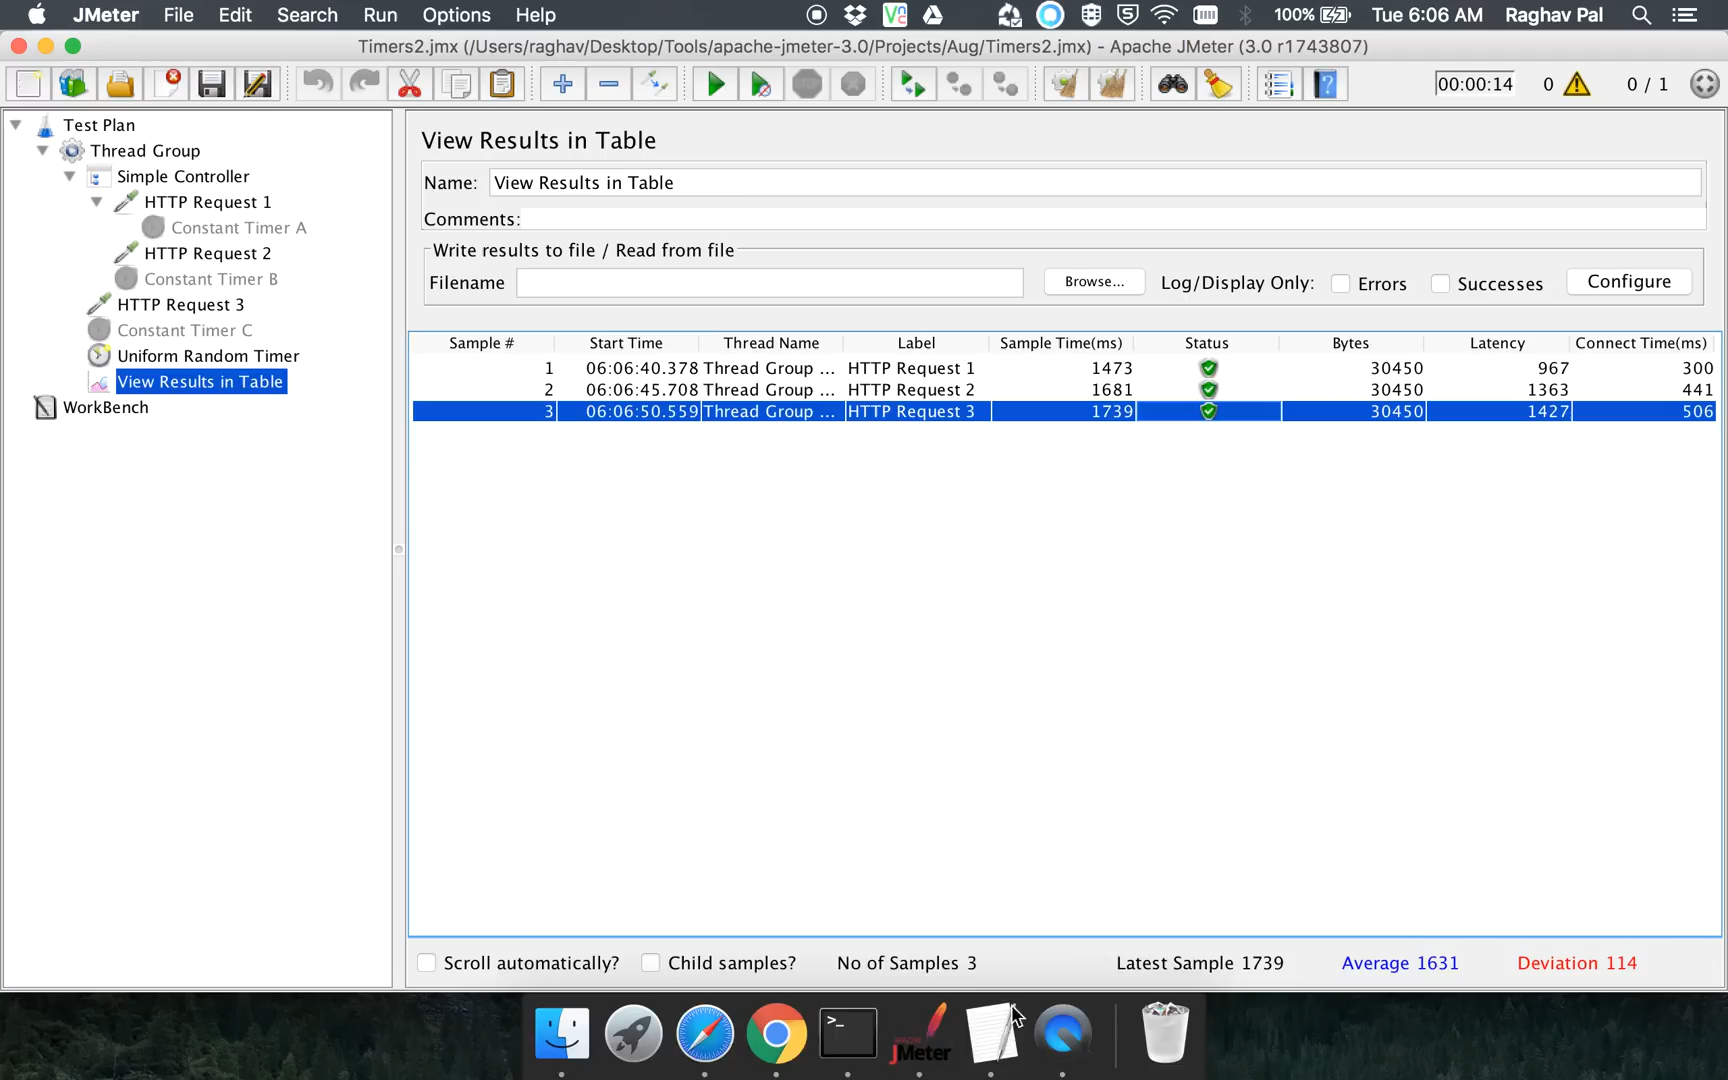 JMeter File Edit Search Run Options Help 100% Tue 6:06 AM Raghav Pal
Timers2.jmx (/Users/raghav/Desktop/Tools/apache-jmeter-3.0/Projects/Aug/Timers2.jmx) - Apache JMeter (3.0 r1743807)
00:00:14 0 0 / 1
Test Plan
Thread Group
Simple Controller
HTTP Request 1
Constant Timer A
HTTP Request 2
Constant Timer B
HTTP Request 3
Constant Timer C
Uniform Random Timer
View Results in Table
WorkBench
View Results in Table
Name: View Results in Table
Comments:
Write results to file / Read from file
Filename Browse... Log/Display Only: Errors Successes Configure
Sample # Start Time Thread Name Label Sample Time(ms) Status Bytes Latency Connect Time(ms)
1 06:06:40.378 Thread Group ... HTTP Request 1 1473 30450 967 300
2 06:06:45.708 Thread Group ... HTTP Request 2 1681 30450 1363 441
3 06:06:50.559 Thread Group ... HTTP Request 3 1739 30450 1427 506
Scroll automatically? Child samples? No of Samples 3 Latest Sample 1739 Average 1631 Deviation 114
JMeter